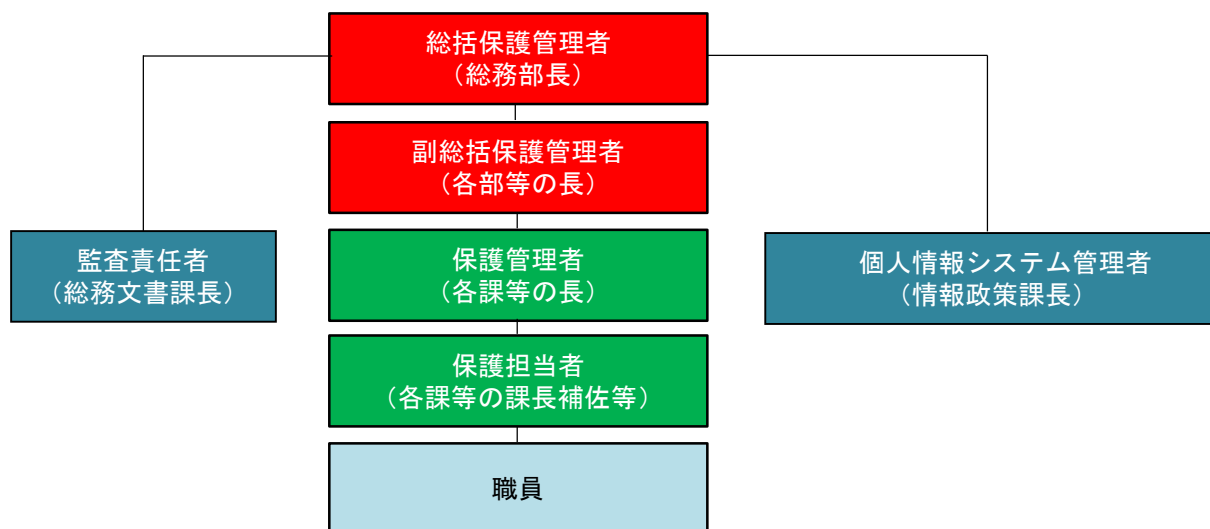 総括保護管理者
（総務部長）
副総括保護管理者
（各部等の長）
監査責任者
（総務文書課長）
保護管理者
（各課等の長）
個人情報システム管理者
（情報政策課長）
保護担当者
（各課等の課長補佐等）
職員